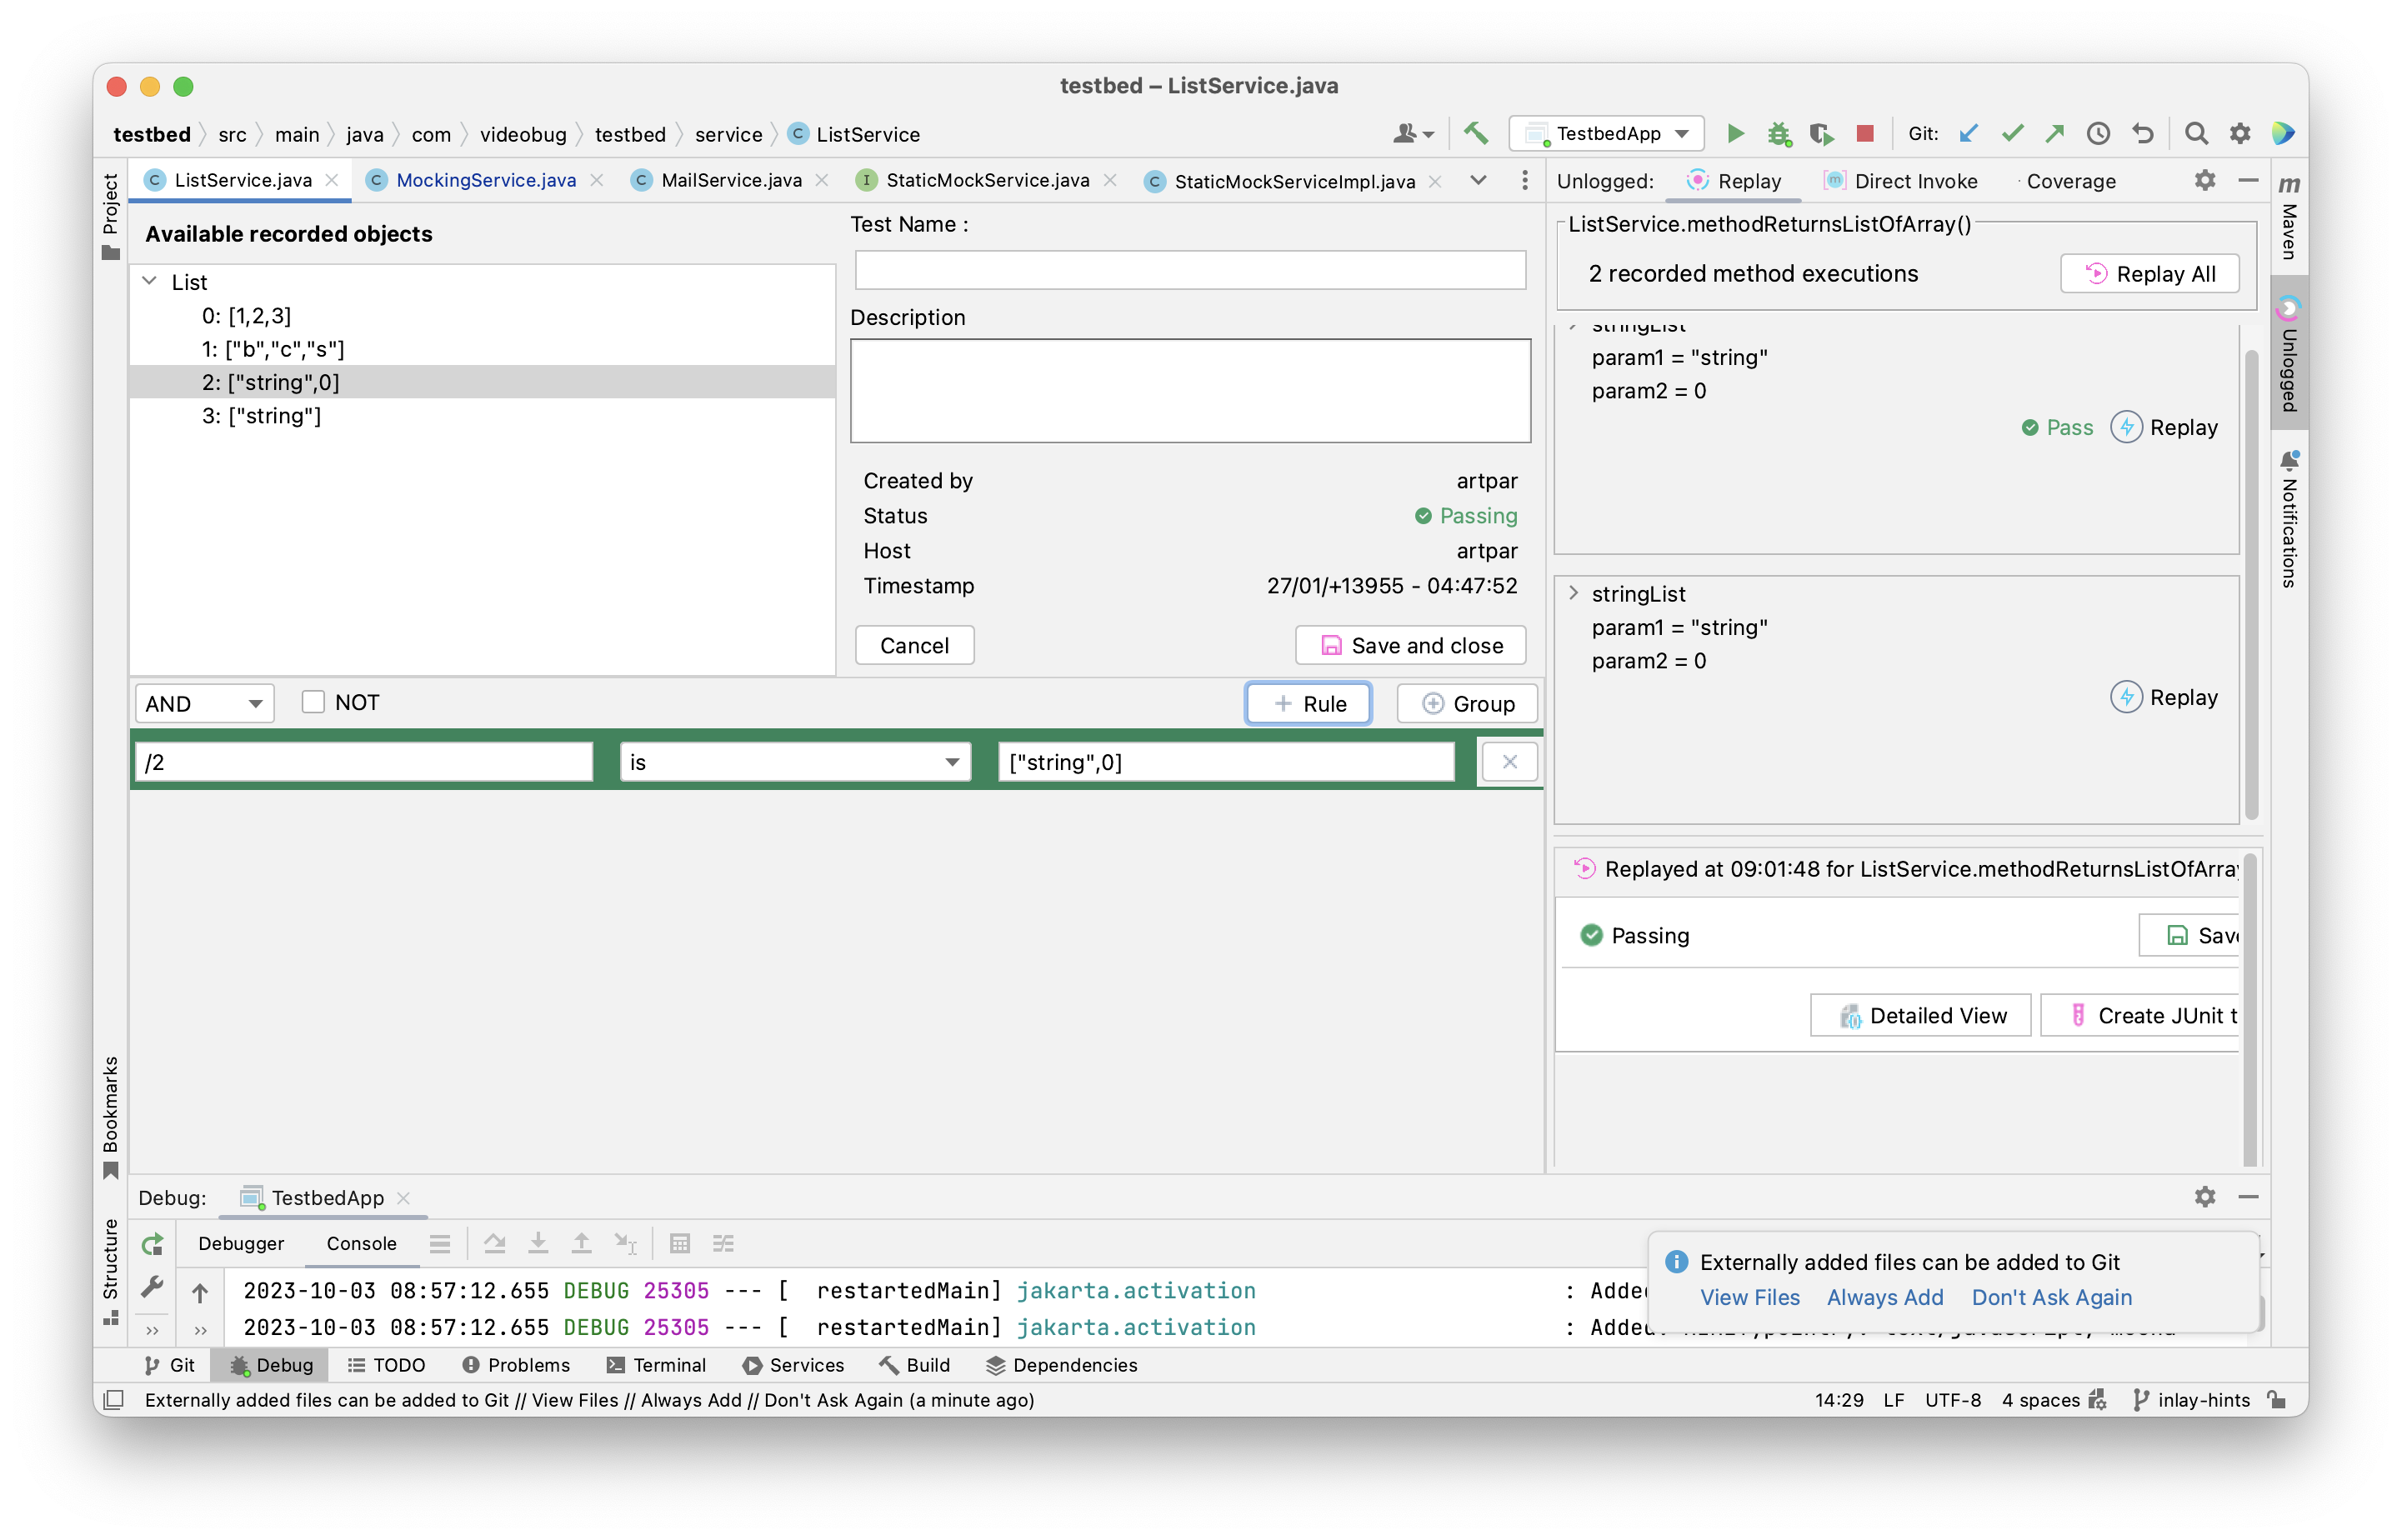 testbed – ListService.java
testbed src main java com videobug testbed service C ListService
TestbedApp
Git:
Project
C ListService.java
C MockingService.java
C MailService.java
I StaticMockService.java
C StaticMockServiceImpl.java
Available recorded objects
List
0: [1,2,3]
1: ["b","c","s"]
2: ["string",0]
3: ["string"]
Test Name :
Description
Created by artpar
Status Passing
Host artpar
Timestamp 27/01/+13955 - 04:47:52
Cancel
Save and close
AND
NOT
Rule
Group
/2
is
["string",0]
Unlogged:
Replay
Direct Invoke
Coverage
ListService.methodReturnsListOfArray()
2 recorded method executions
Replay All
stringList
param1 = "string"
param2 = 0
Pass
Replay
stringList
param1 = "string"
param2 = 0
Replay
Replayed at 09:01:48 for ListService.methodReturnsListOfArray
Passing
Save
Detailed View
Create JUnit t
m
Maven
Unlogged
Notifications
Bookmarks
Structure
Debug:
TestbedApp
Debugger
Console
2023-10-03 08:57:12.655 DEBUG 25305 --- [ restartedMain] jakarta.activation : Adde
2023-10-03 08:57:12.655 DEBUG 25305 --- [ restartedMain] jakarta.activation : Added
Externally added files can be added to Git
View Files
Always Add
Don't Ask Again
Git
Debug
TODO
Problems
Terminal
Services
Build
Dependencies
Externally added files can be added to Git // View Files // Always Add // Don't Ask Again (a minute ago)
14:29
LF
UTF-8
4 spaces
inlay-hints